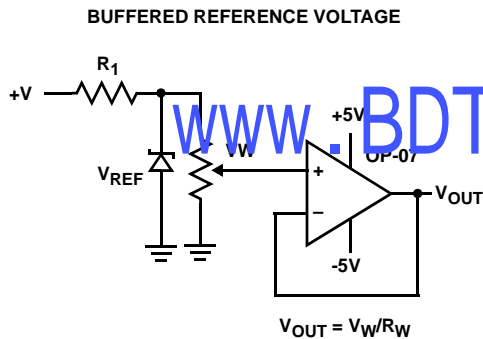 BUFFERED REFERENCE VOLTAGE
R1
+V
www.BDT
+5V
VW
OP-07
VREF
+
VOUT
–
-5V
VOUT = VW/RW